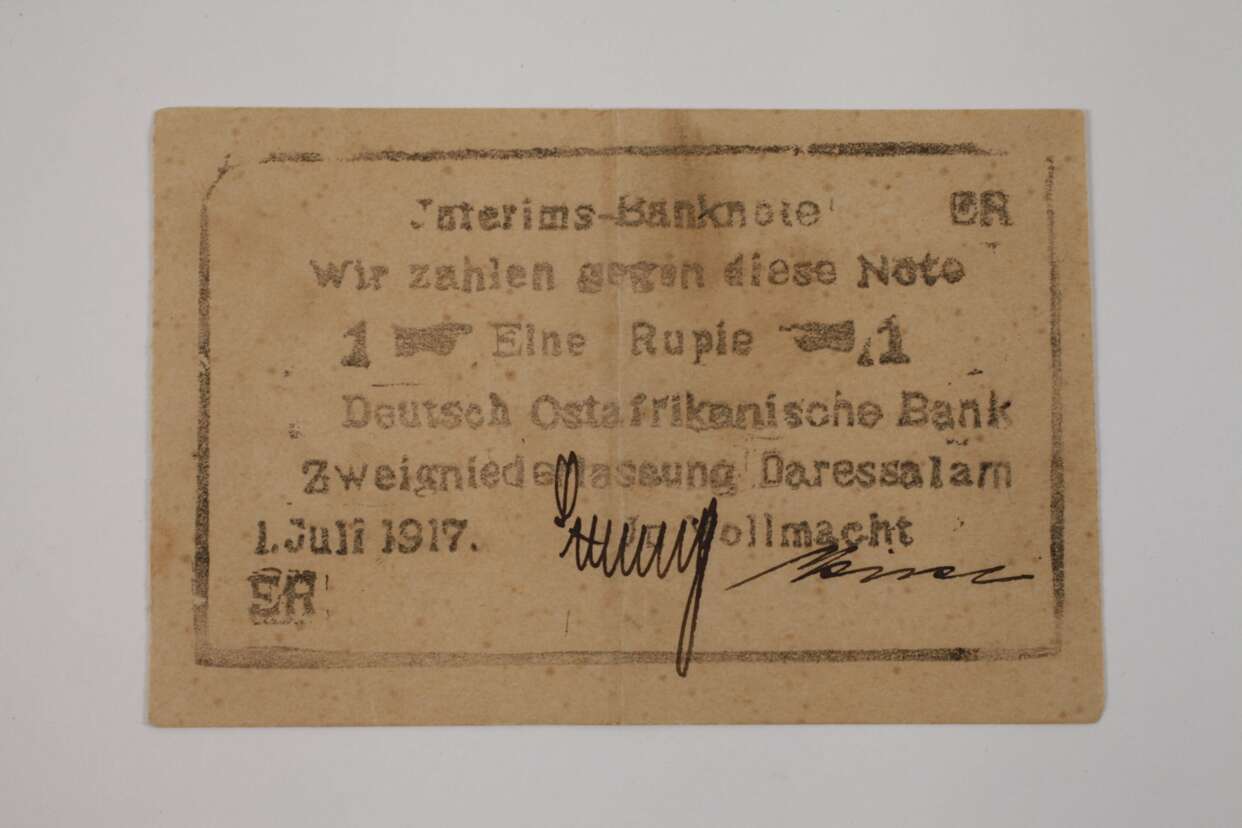 Interims-Banknote ER
Wir zahlen gegen diese Note
1 Eine Rupie 1
Deutsch Ostafrikanische Bank
Zweigniederlassung Daressalam
1. Juli 1917. In Vollmacht
ER